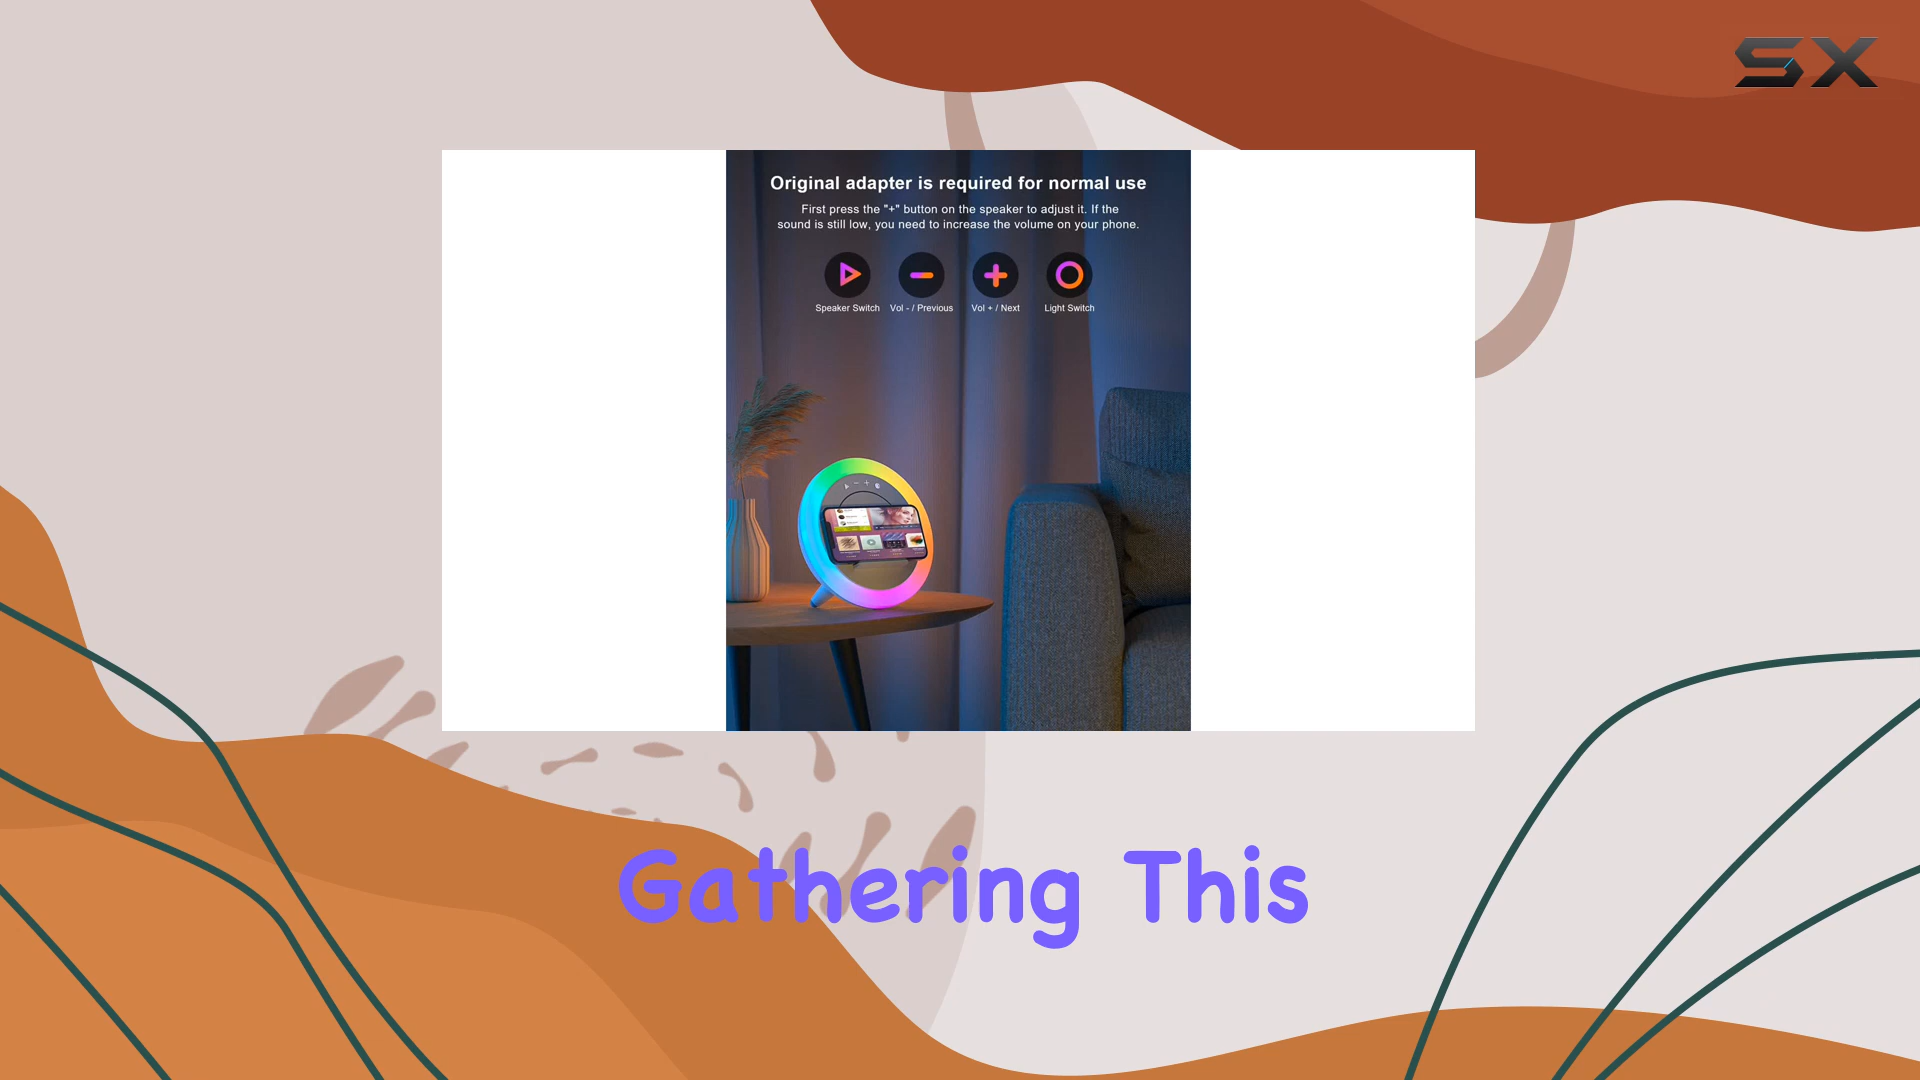 SX
Original adapter is required for normal use
First press the "+" button on the speaker to adjust it. If the
sound is still low, you need to increase the volume on your phone.
Speaker Switch Vol - / Previous Vol + / Next Light Switch
Gathering This